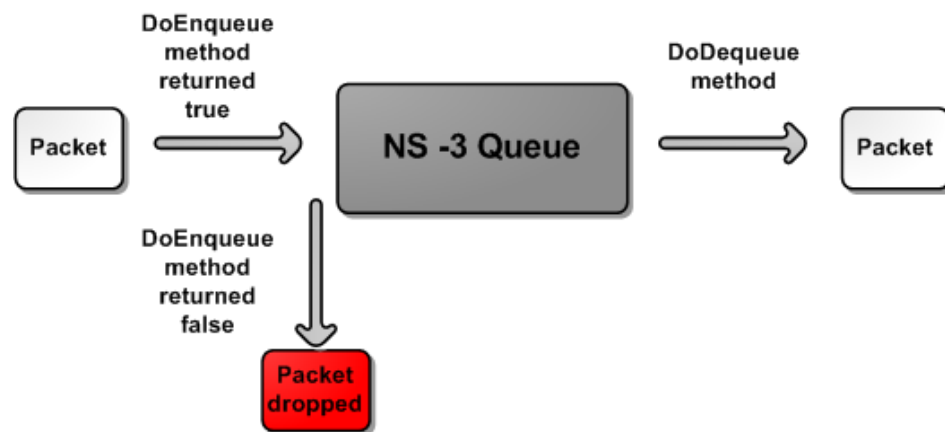 DoEnqueue
method
returned
true
DoDequeue
method
Packet
NS -3 Queue
Packet
DoEnqueue
method
returned
false
Packet
dropped